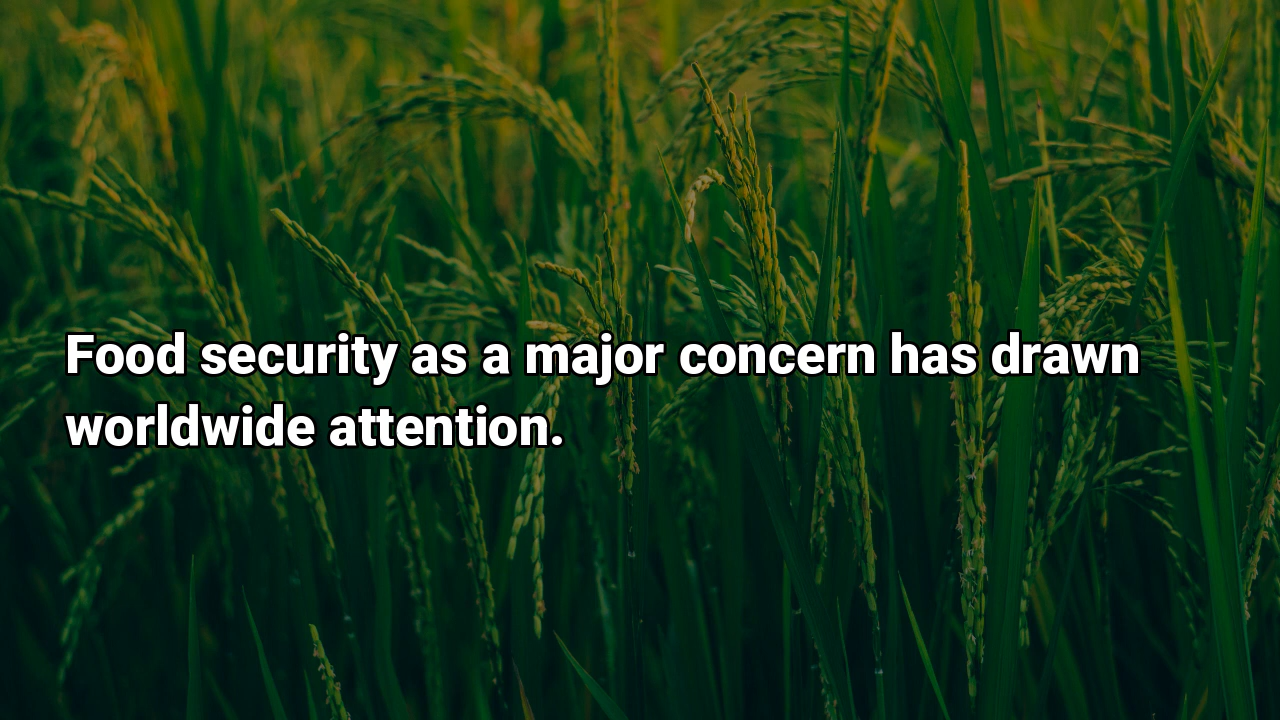 Food security as a major concern has drawn
worldwide attention.